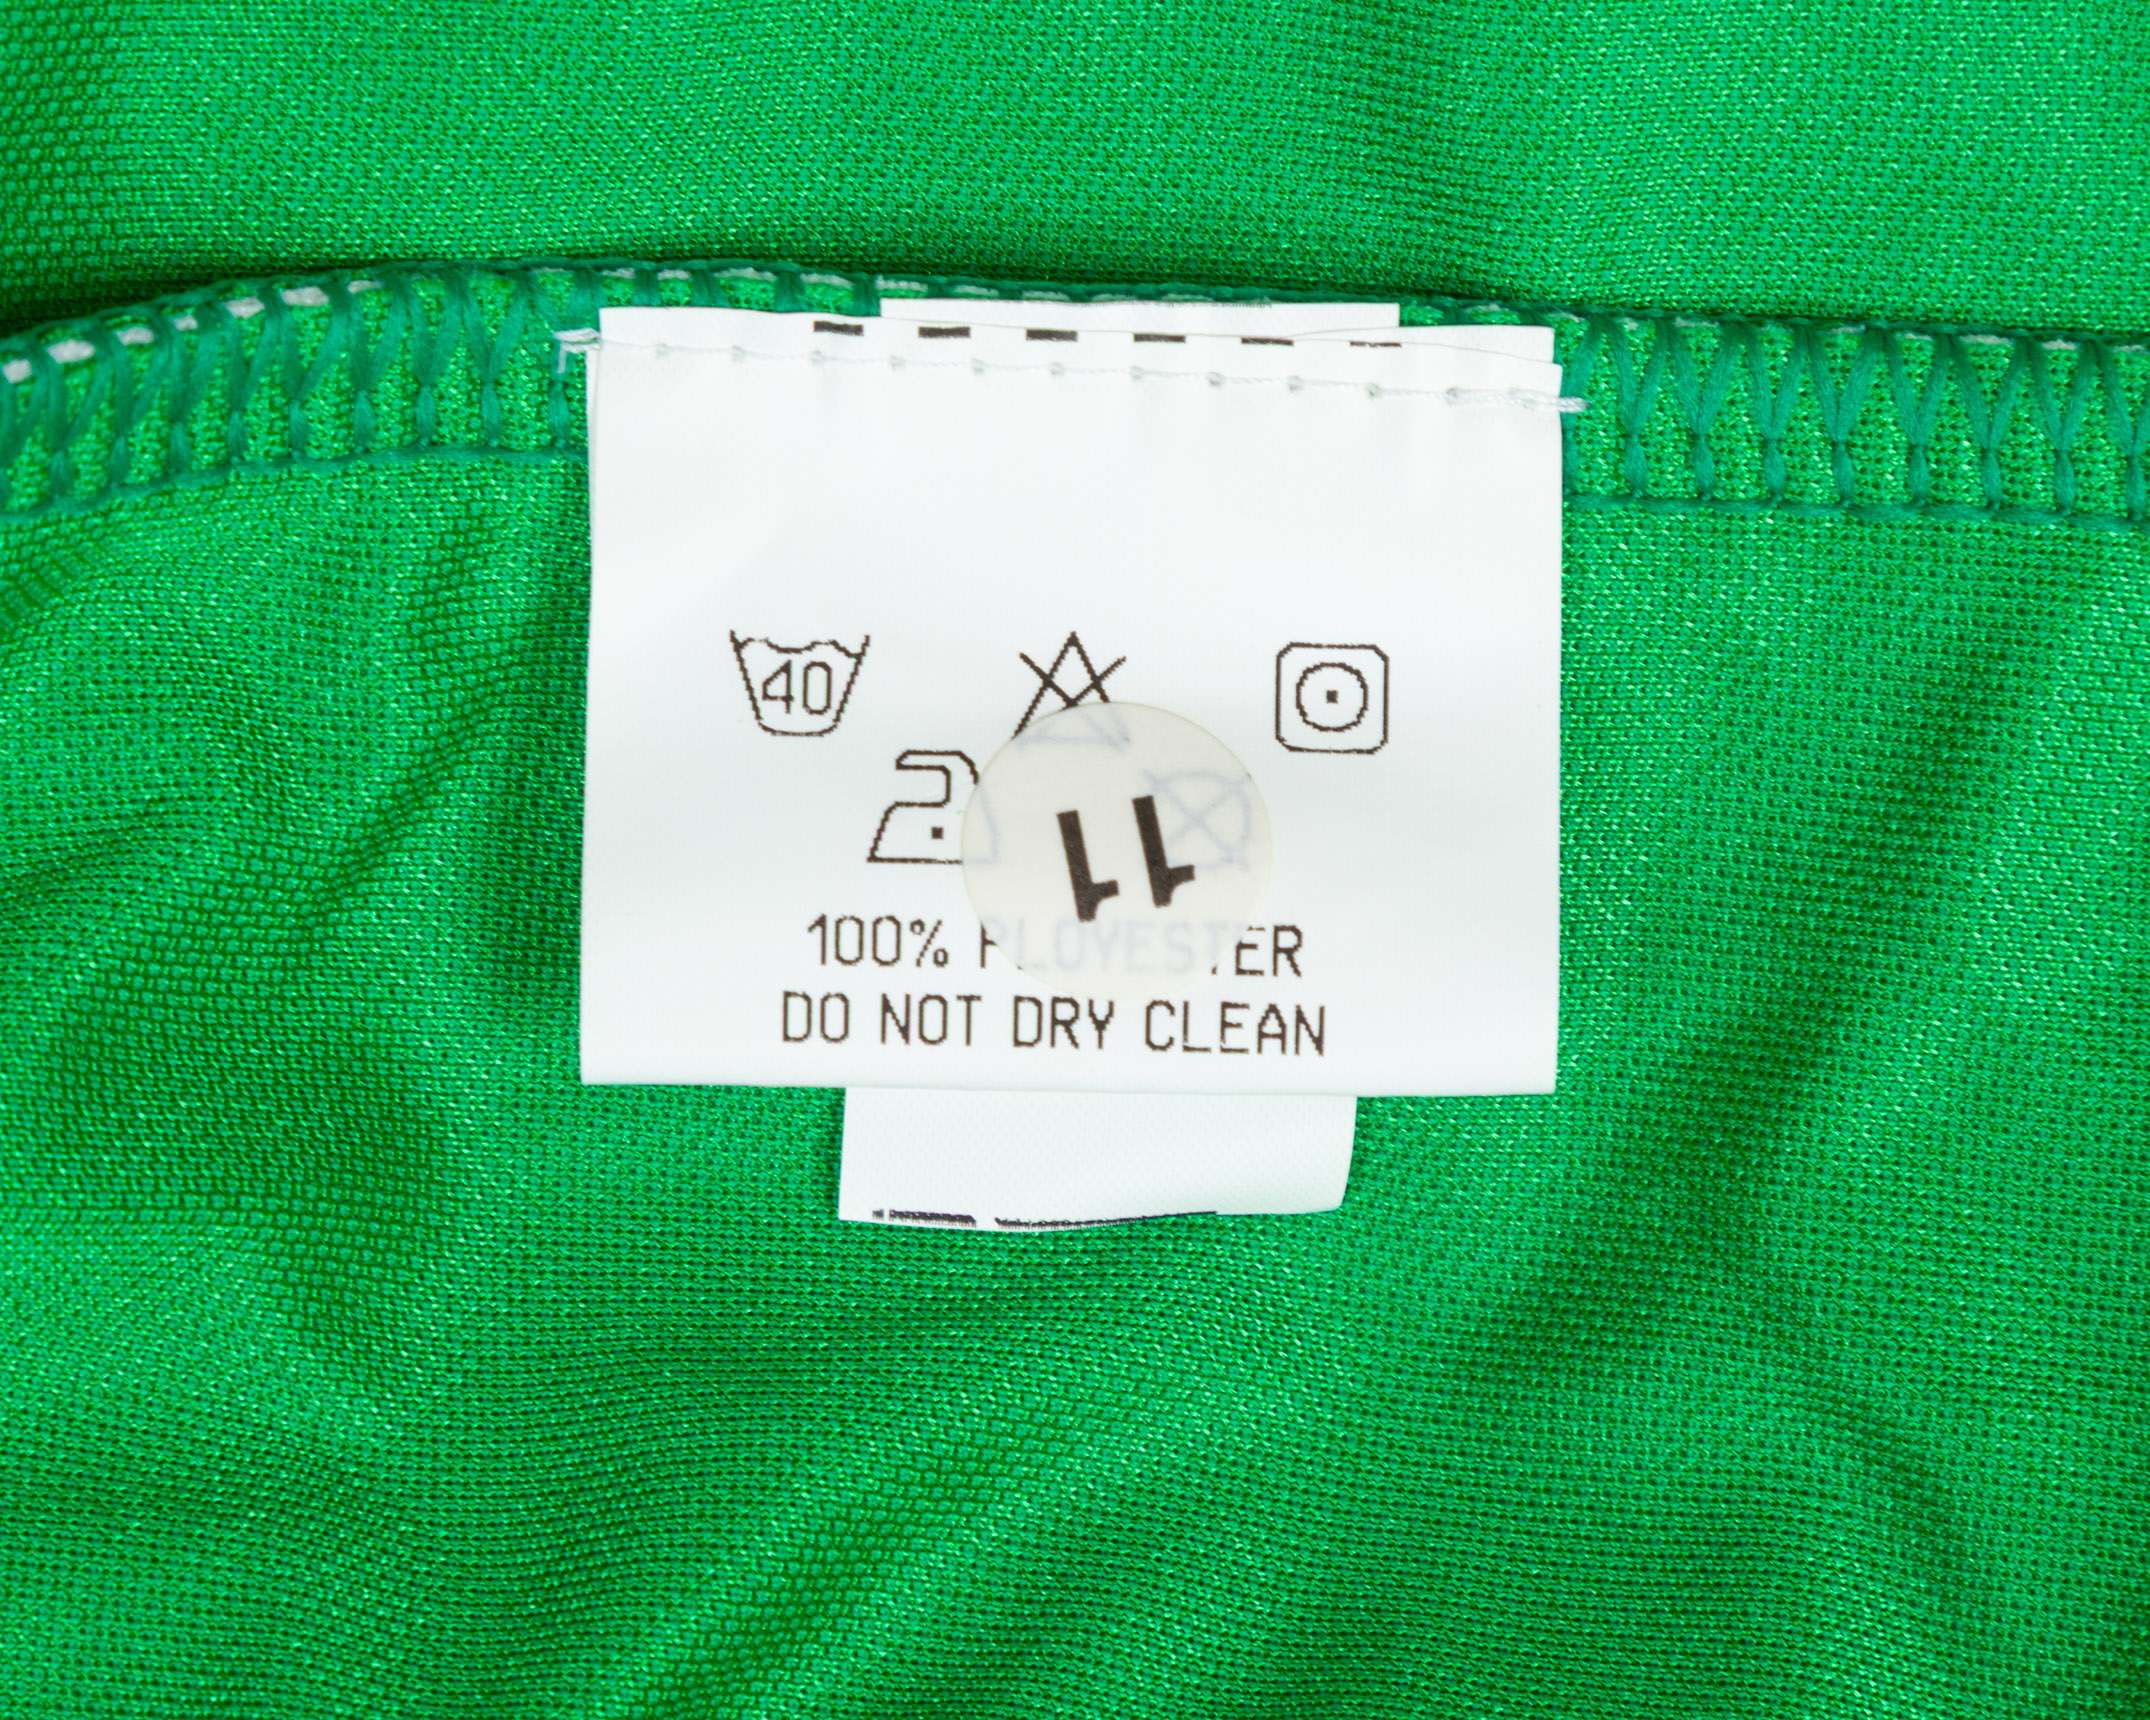 40
11
100% PLOYESTER
DO NOT DRY CLEAN